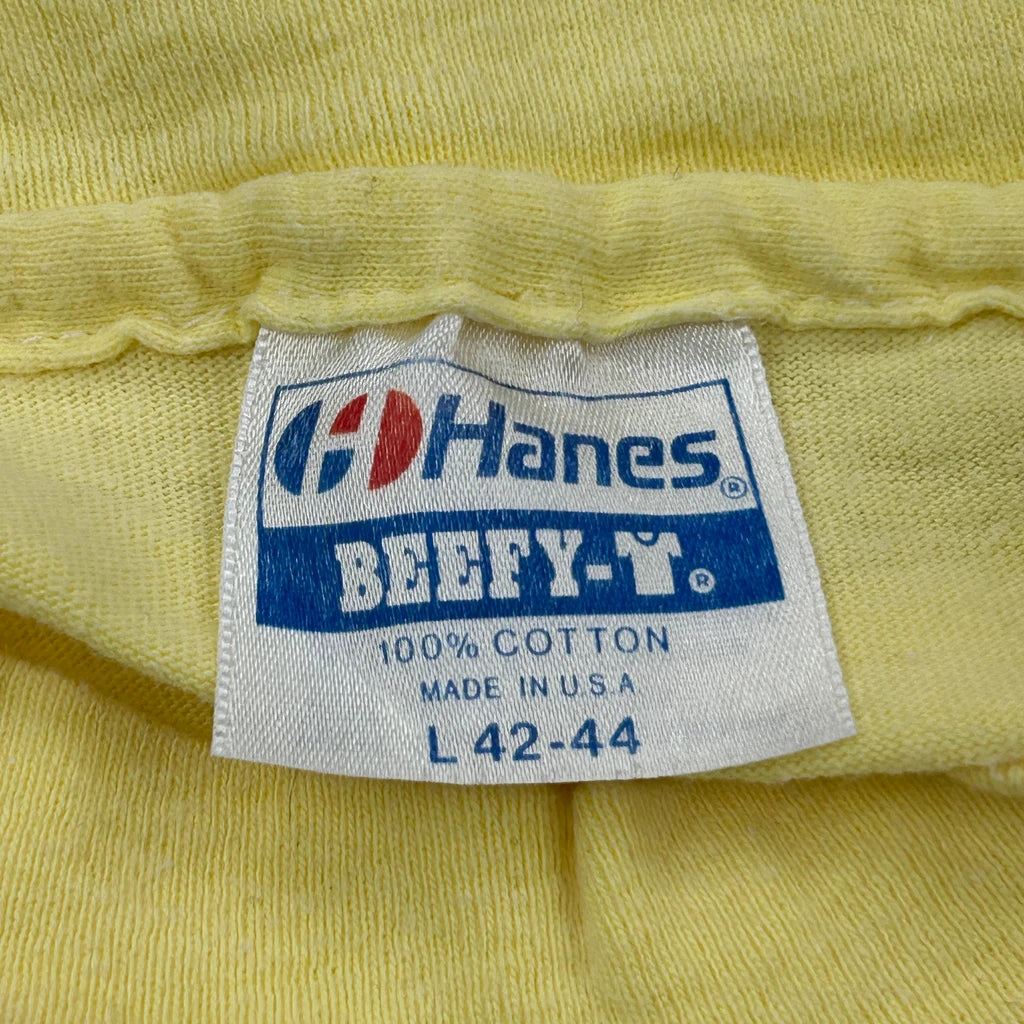 Hanes®
BEEFY-T®
100% COTTON
MADE IN U.S.A
L 42-44